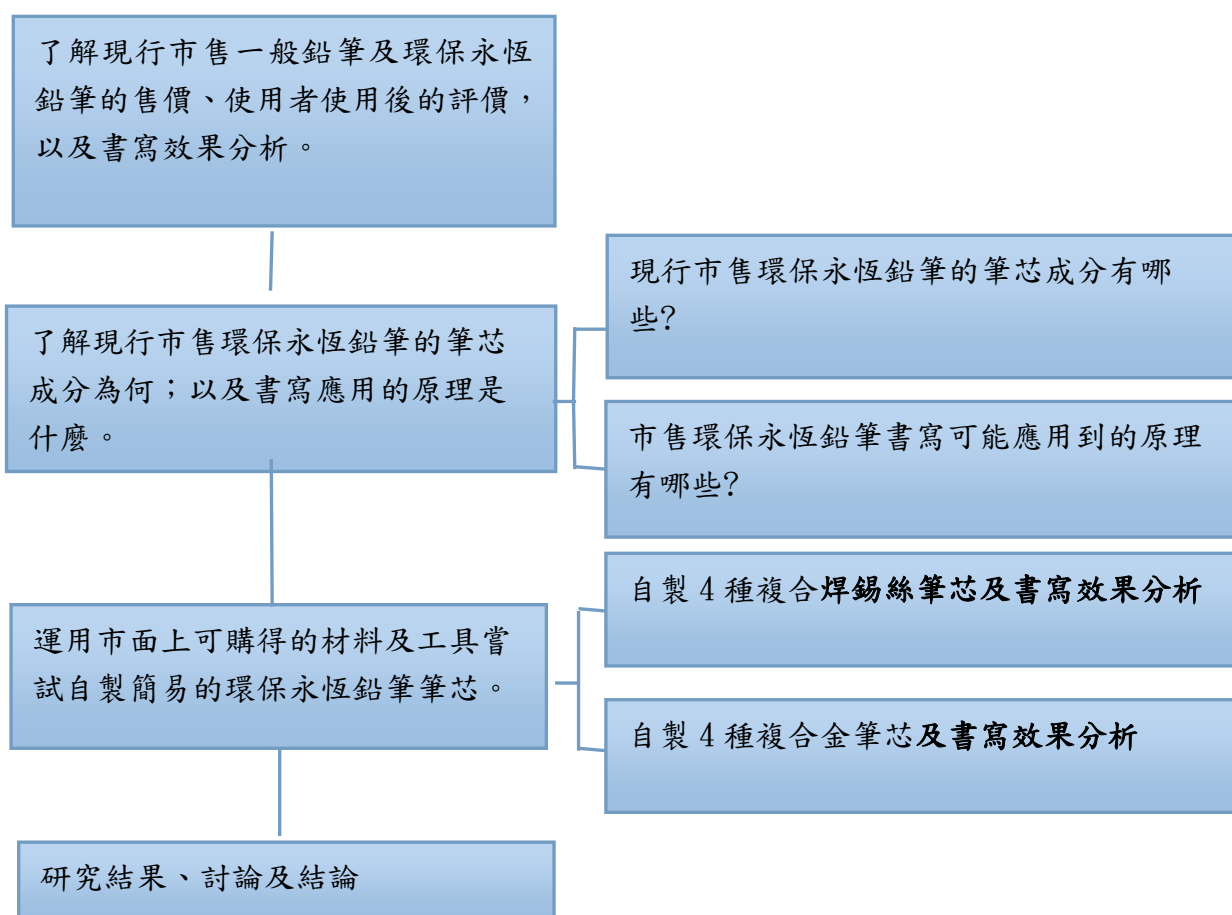 了解現行市售一般鉛筆及環保永恆
鉛筆的售價、使用者使用後的評價，
以及書寫效果分析。
現行市售環保永恆鉛筆的筆芯成分有哪
些?
了解現行市售環保永恆鉛筆的筆芯
成分為何；以及書寫應用的原理是
什麼。
市售環保永恆鉛筆書寫可能應用到的原理
有哪些?
自製 4 種複合焊錫絲筆芯及書寫效果分析
運用市面上可購得的材料及工具嘗
試自製簡易的環保永恆鉛筆筆芯。
自製 4 種複合金筆芯及書寫效果分析
研究結果、討論及結論